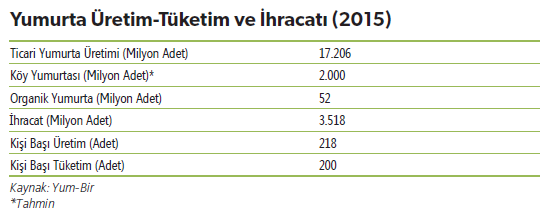 Yumurta Üretim-Tüketim ve İhracatı (2015)
Ticari Yumurta Üretimi (Milyon Adet) 17.206
Köy Yumurtası (Milyon Adet)* 2.000
Organik Yumurta (Milyon Adet) 52
İhracat (Milyon Adet) 3.518
Kişi Başı Üretim (Adet) 218
Kişi Başı Tüketim (Adet) 200
Kaynak: Yum-Bir
*Tahmin